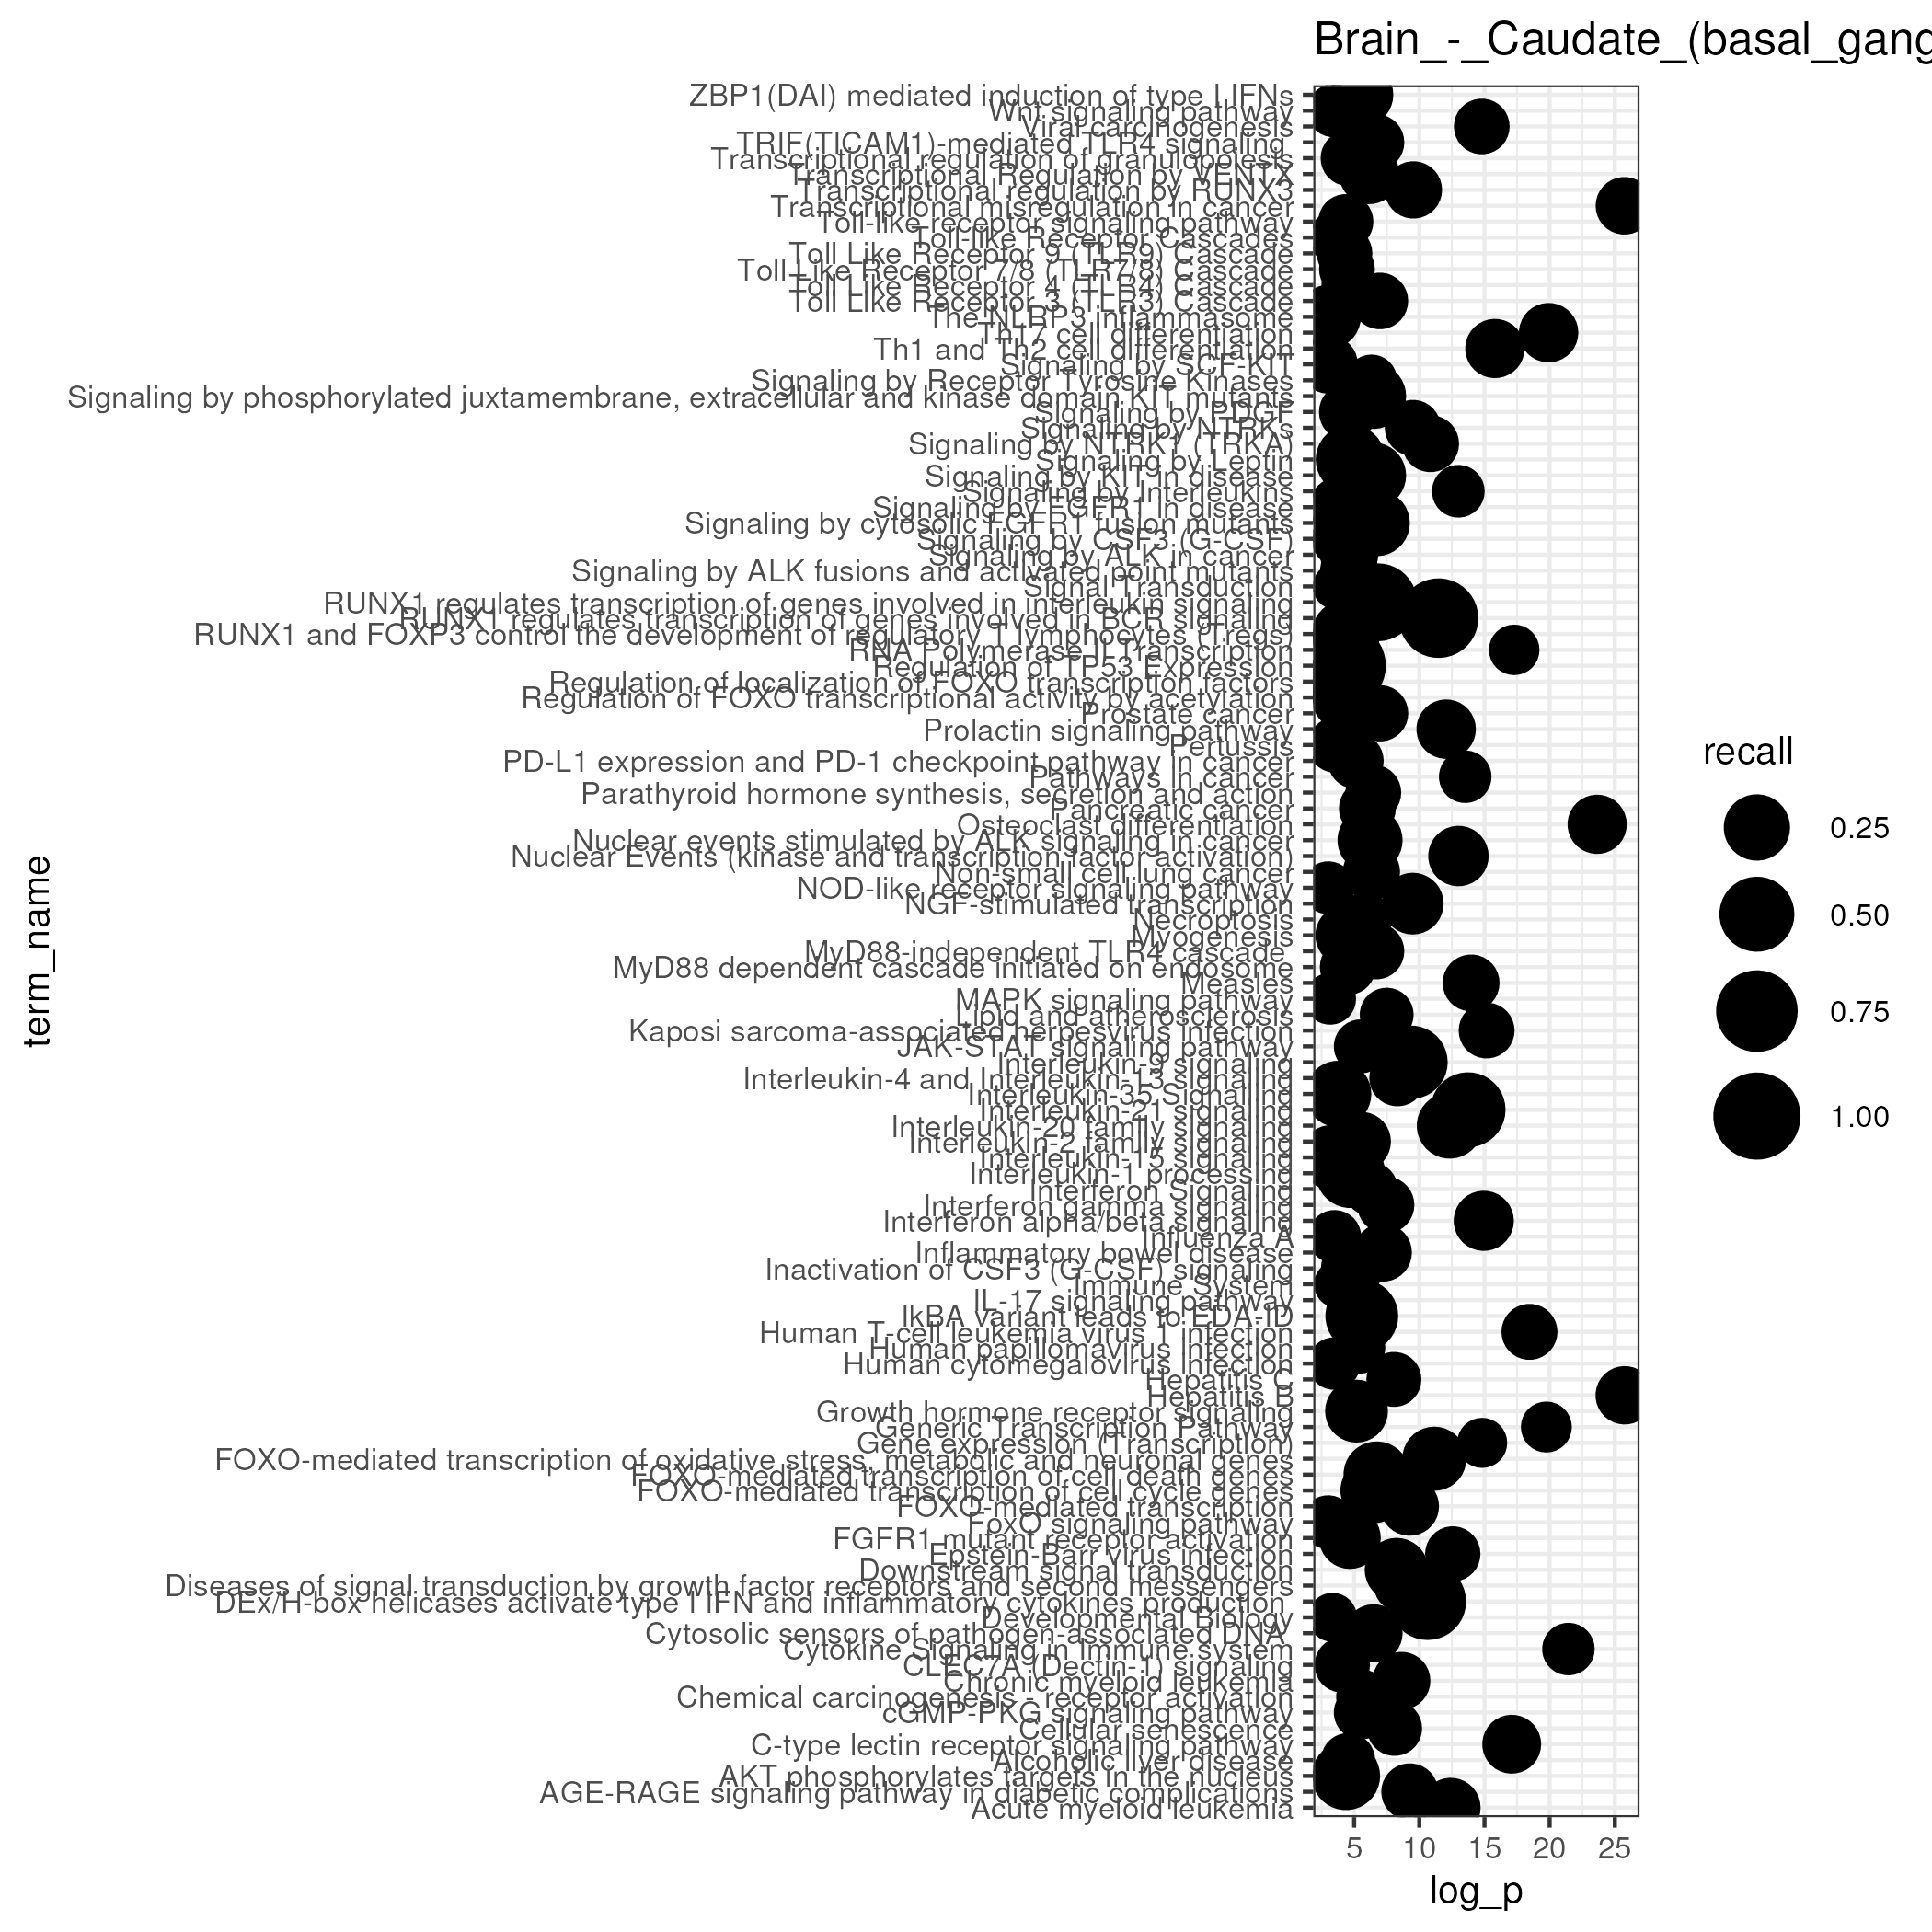 Brain_-_Caudate_(basal_gang
ZBP1(DAI) mediated induction of type I IFNs
Wnt signaling pathway
Viral carcinogenesis
TRIF(TICAM1)-mediated TLR4 signaling
Transcriptional regulation of granulopoiesis
Transcriptional Regulation by VENTX
Transcriptional regulation by RUNX3
Transcriptional misregulation in cancer
Toll-like receptor signaling pathway
Toll-like Receptor Cascades
Toll Like Receptor 9 (TLR9) Cascade
Toll Like Receptor 7/8 (TLR7/8) Cascade
Toll Like Receptor 4 (TLR4) Cascade
Toll Like Receptor 3 (TLR3) Cascade
The NLRP3 inflammasome
Th17 cell differentiation
Th1 and Th2 cell differentiation
Signaling by SCF-KIT
Signaling by Receptor Tyrosine Kinases
Signaling by phosphorylated juxtamembrane, extracellular and kinase domain KIT mutants
Signaling by PDGF
Signaling by NTRKs
Signaling by NTRK1 (TRKA)
Signaling by Leptin
Signaling by KIT in disease
Signaling by Interleukins
Signaling by FGFR1 in disease
Signaling by cytosolic FGFR1 fusion mutants
Signaling by CSF3 (G-CSF)
Signaling by ALK in cancer
Signaling by ALK fusions and activated point mutants
Signal Transduction
RUNX1 regulates transcription of genes involved in interleukin signaling
RUNX1 regulates transcription of genes involved in BCR signaling
RUNX1 and FOXP3 control the development of regulatory T lymphocytes (Tregs)
RNA Polymerase II Transcription
Regulation of TP53 Expression
Regulation of localization of FOXO transcription factors
Regulation of FOXO transcriptional activity by acetylation
Prostate cancer
Prolactin signaling pathway
Pertussis
PD-L1 expression and PD-1 checkpoint pathway in cancer
Pathways in cancer
Parathyroid hormone synthesis, secretion and action
Pancreatic cancer
Osteoclast differentiation
Nuclear events stimulated by ALK signaling in cancer
Nuclear Events (kinase and transcription factor activation)
Non-small cell lung cancer
NOD-like receptor signaling pathway
NGF-stimulated transcription
Necroptosis
Myogenesis
MyD88-independent TLR4 cascade
MyD88 dependent cascade initiated on endosome
Measles
MAPK signaling pathway
Lipid and atherosclerosis
Kaposi sarcoma-associated herpesvirus infection
JAK-STAT signaling pathway
Interleukin-9 signaling
Interleukin-4 and Interleukin-13 signaling
Interleukin-35 Signalling
Interleukin-21 signaling
Interleukin-20 family signaling
Interleukin-2 family signaling
Interleukin-15 signaling
Interleukin-1 processing
Interferon Signaling
Interferon gamma signaling
Interferon alpha/beta signaling
Influenza A
Inflammatory bowel disease
Inactivation of CSF3 (G-CSF) signaling
Immune System
IL-17 signaling pathway
IkBA variant leads to EDA-ID
Human T-cell leukemia virus 1 infection
Human papillomavirus infection
Human cytomegalovirus infection
Hepatitis C
Hepatitis B
Growth hormone receptor signaling
Generic Transcription Pathway
Gene expression (Transcription)
FOXO-mediated transcription of oxidative stress, metabolic and neuronal genes
FOXO-mediated transcription of cell death genes
FOXO-mediated transcription of cell cycle genes
FOXO-mediated transcription
FoxO signaling pathway
FGFR1 mutant receptor activation
Epstein-Barr virus infection
Downstream signal transduction
Diseases of signal transduction by growth factor receptors and second messengers
DEx/H-box helicases activate type I IFN and inflammatory cytokines production
Developmental Biology
Cytosolic sensors of pathogen-associated DNA
Cytokine Signaling in Immune system
CLEC7A (Dectin-1) signaling
Chronic myeloid leukemia
Chemical carcinogenesis - receptor activation
cGMP-PKG signaling pathway
Cellular senescence
C-type lectin receptor signaling pathway
Alcoholic liver disease
AKT phosphorylates targets in the nucleus
AGE-RAGE signaling pathway in diabetic complications
Acute myeloid leukemia
term_name
5 10 15 20 25
log_p
recall
0.25
0.50
0.75
1.00